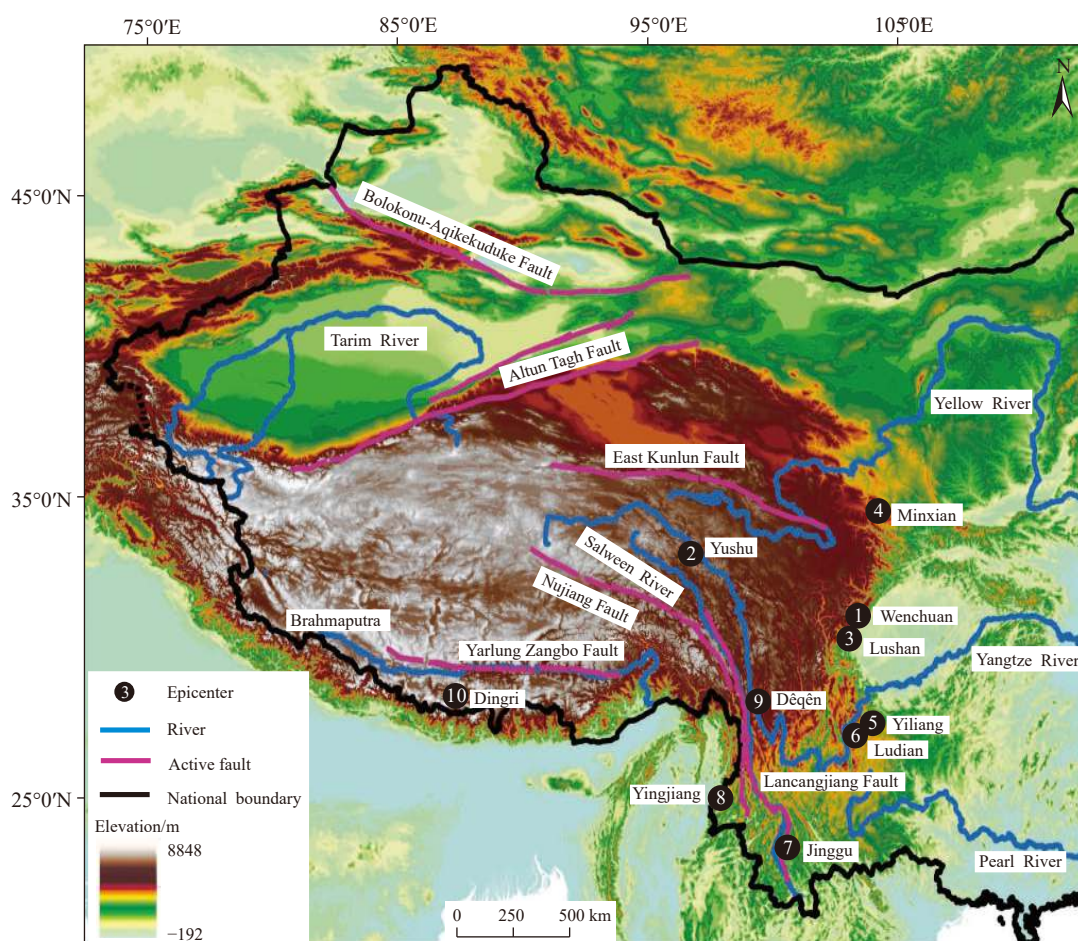 75°0′E
85°0′E
95°0′E
105°0′E
N
45°0′N
35°0′N
25°0′N
Bolokonu-Aqikekuduke Fault
Tarim River
Altun Tagh Fault
Yellow River
East Kunlun Fault
4 Minxian
2 Yushu
Salween River
Nujiang Fault
1 Wenchuan
3 Lushan
Brahmaputra
Yarlung Zangbo Fault
Yangtze River
10 Dingri
9 Dêqên
5 Yiliang
6 Ludian
Lancangjiang Fault
Yingjiang 8
7 Jinggu
Pearl River
3 Epicenter
River
Active fault
National boundary
Elevation/m
8848
−192
0 250 500 km